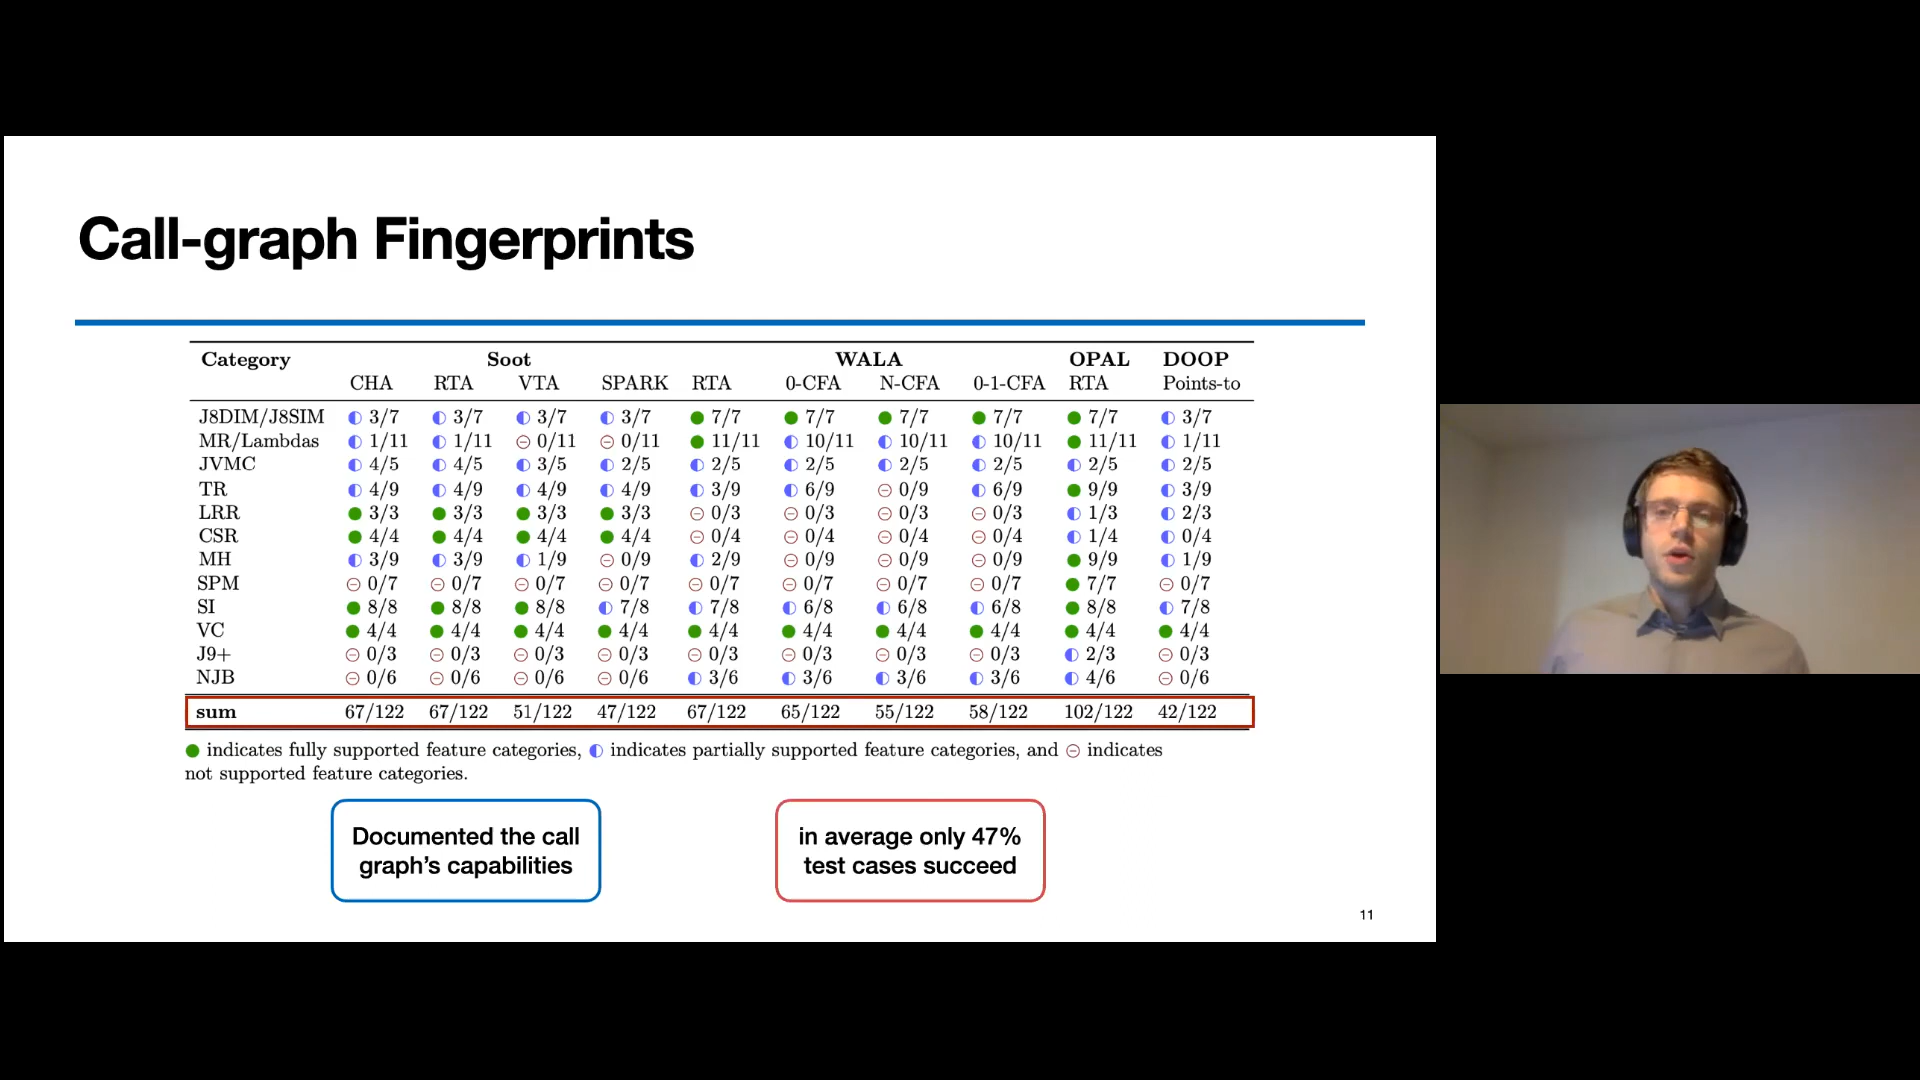 Call-graph Fingerprints
Category Soot WALA OPAL DOOP
CHA RTA VTA SPARK RTA 0-CFA N-CFA 0-1-CFA RTA Points-to
J8DIM/J8SIM 3/7 3/7 3/7 3/7 7/7 7/7 7/7 7/7 7/7 3/7
MR/Lambdas 1/11 1/11 0/11 0/11 11/11 10/11 10/11 10/11 11/11 1/11
JVMC 4/5 4/5 3/5 2/5 2/5 2/5 2/5 2/5 2/5 2/5
TR 4/9 4/9 4/9 4/9 3/9 6/9 0/9 6/9 9/9 3/9
LRR 3/3 3/3 3/3 3/3 0/3 0/3 0/3 0/3 1/3 2/3
CSR 4/4 4/4 4/4 4/4 0/4 0/4 0/4 0/4 1/4 0/4
MH 3/9 3/9 1/9 0/9 2/9 0/9 0/9 0/9 9/9 1/9
SPM 0/7 0/7 0/7 0/7 0/7 0/7 0/7 0/7 7/7 0/7
SI 8/8 8/8 8/8 7/8 7/8 6/8 6/8 6/8 8/8 7/8
VC 4/4 4/4 4/4 4/4 4/4 4/4 4/4 4/4 4/4 4/4
J9+ 0/3 0/3 0/3 0/3 0/3 0/3 0/3 0/3 2/3 0/3
NJB 0/6 0/6 0/6 0/6 3/6 3/6 3/6 3/6 4/6 0/6
sum 67/122 67/122 51/122 47/122 67/122 65/122 55/122 58/122 102/122 42/122
indicates fully supported feature categories, indicates partially supported feature categories, and indicates
not supported feature categories.
Documented the call
graph's capabilities
in average only 47%
test cases succeed
11